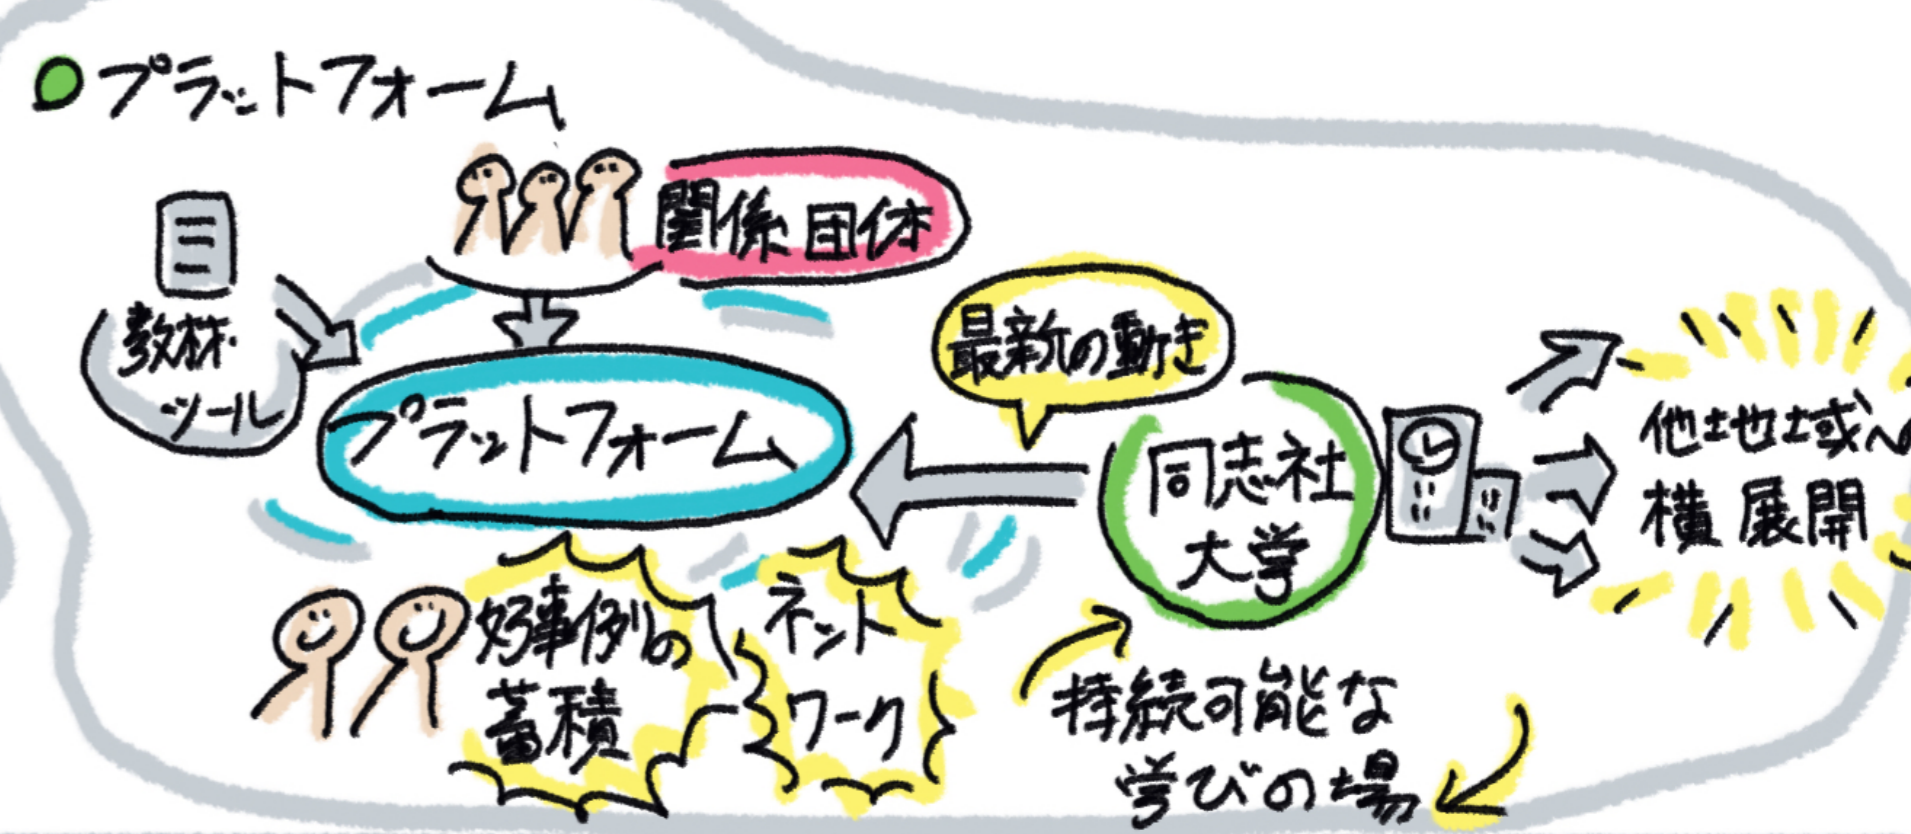 プラットフォーム
関係団体
教材・
ツール
プラットフォーム
最新の動き
同志社
大学
他地域への
横展開
好事例の
蓄積
ネット
ワーク
持続可能な
学びの場